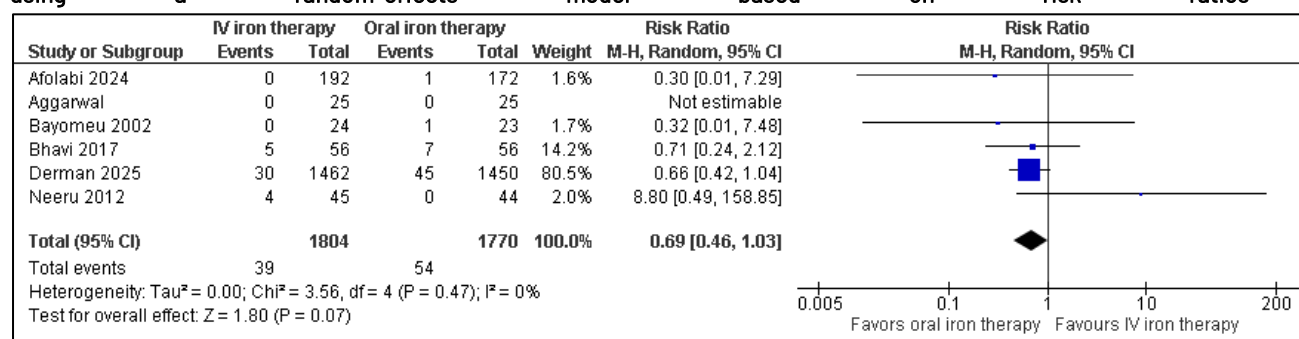 using a random-effects model based on risk ratios
IV iron therapy Oral iron therapy Risk Ratio Risk Ratio
Study or Subgroup Events Total Events Total Weight M-H, Random, 95% CI M-H, Random, 95% CI
Afolabi 2024 0 192 1 172 1.6% 0.30 [0.01, 7.29]
Aggarwal 0 25 0 25 Not estimable
Bayomeu 2002 0 24 1 23 1.7% 0.32 [0.01, 7.48]
Bhavi 2017 5 56 7 56 14.2% 0.71 [0.24, 2.12]
Derman 2025 30 1462 45 1450 80.5% 0.66 [0.42, 1.04]
Neeru 2012 4 45 0 44 2.0% 8.80 [0.49, 158.85]
Total (95% CI) 1804 1770 100.0% 0.69 [0.46, 1.03]
Total events 39 54
Heterogeneity: Tau² = 0.00; Chi² = 3.56, df = 4 (P = 0.47); I² = 0%
Test for overall effect: Z = 1.80 (P = 0.07)
0.005 0.1 1 10 200
Favors oral iron therapy Favours IV iron therapy